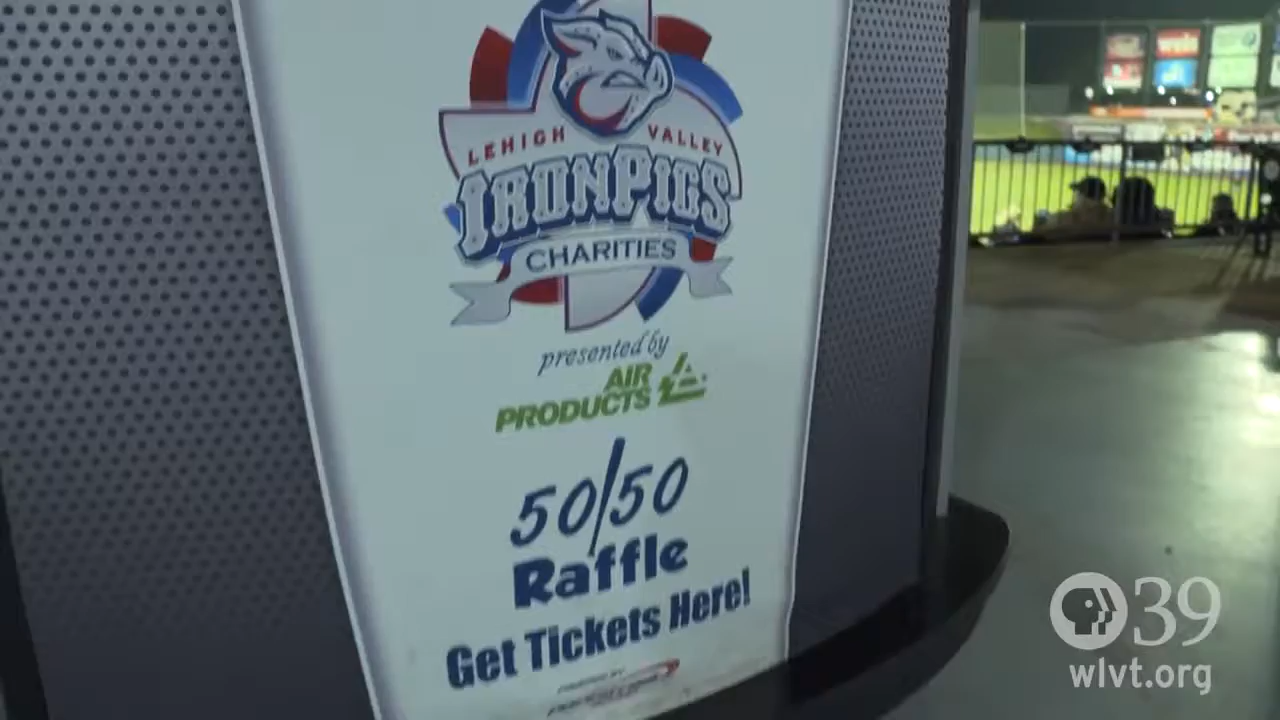 LEHIGH VALLEY
IRONPIGS
CHARITIES
presented by
AIR
PRODUCTS
50/50
Raffle
Get Tickets Here!
39
wlvt.org